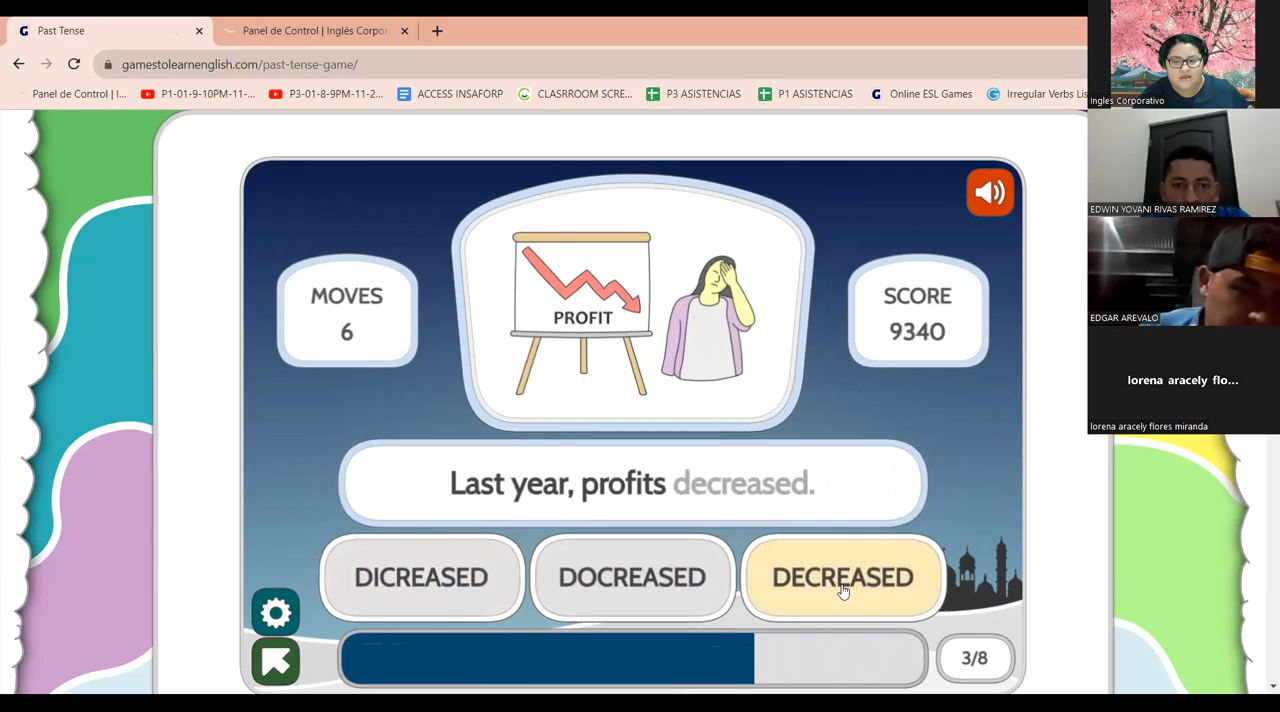 Past Tense
Panel de Control | Inglés Corpor
gamestolearnenglish.com/past-tense-game/
Panel de Control | I...
P1-01-9-10PM-11-...
P3-01-8-9PM-11-2...
ACCESS INSAFORP
CLASSROOM SCRE...
P3 ASISTENCIAS
P1 ASISTENCIAS
Online ESL Games
Irregular Verbs Lis
Ingles Corporativo
EDWIN YOVANI RIVAS RAMIREZ
EDGAR AREVALO
lorena aracely flo...
lorena aracely flores miranda
MOVES
6
PROFIT
SCORE
9340
Last year, profits decreased.
DICREASED
DOCREASED
DECREASED
3/8